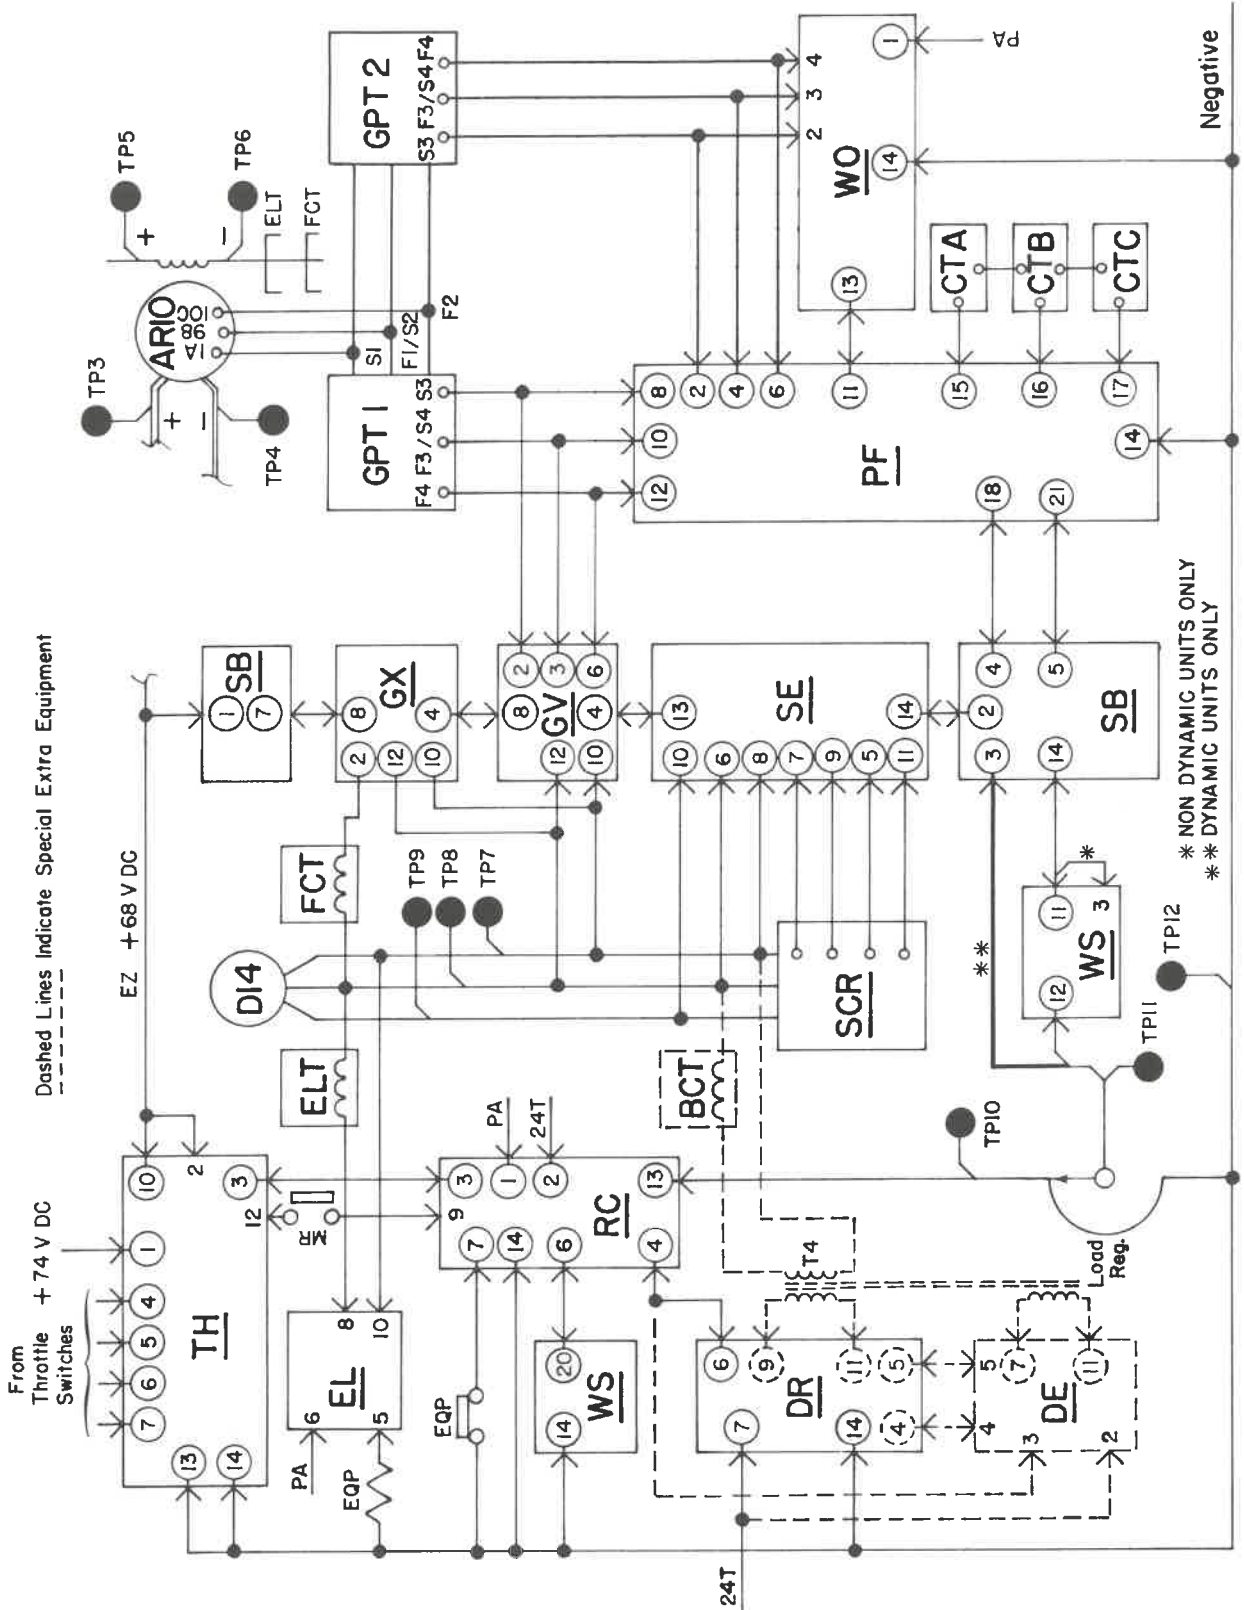 Dashed Lines Indicate Special Extra Equipment
From
Throttle
Switches
+74 V DC
EZ +68 V DC
TH
10
1
4
5
6
7
2
3
12
13
14
MR
EL
8
10
6
5
PA
EQP
ELT
FCT
D14
TP9
TP8
TP7
SB
1
7
GX
8
4
2
12
10
GV
2
3
6
8
4
12
10
SE
13
14
10
6
8
7
9
5
11
SCR
SB
4
5
2
3
14
WS
11
3
12
*
**
* NON DYNAMIC UNITS ONLY
** DYNAMIC UNITS ONLY
TP12
TP11
TP10
RC
3
1
2
13
9
7
14
6
4
PA
24T
EQP
WS
20
14
BCT
T4
Load
Reg.
DR
6
9
11
5
7
14
4
DE
5
7
11
4
3
2
24T
TP3
TP4
TP5
TP6
+
-
+
-
AR10
1A
98
10C
ELT
FCT
GPT 1
F4 F3/S4 S3
S1
F1/S2
F2
GPT 2
S3 F3/S4 F4
PF
12
10
8
2
4
6
11
15
16
17
18
21
14
WO
2
3
4
13
14
1
PA
CTA
CTB
CTC
Negative